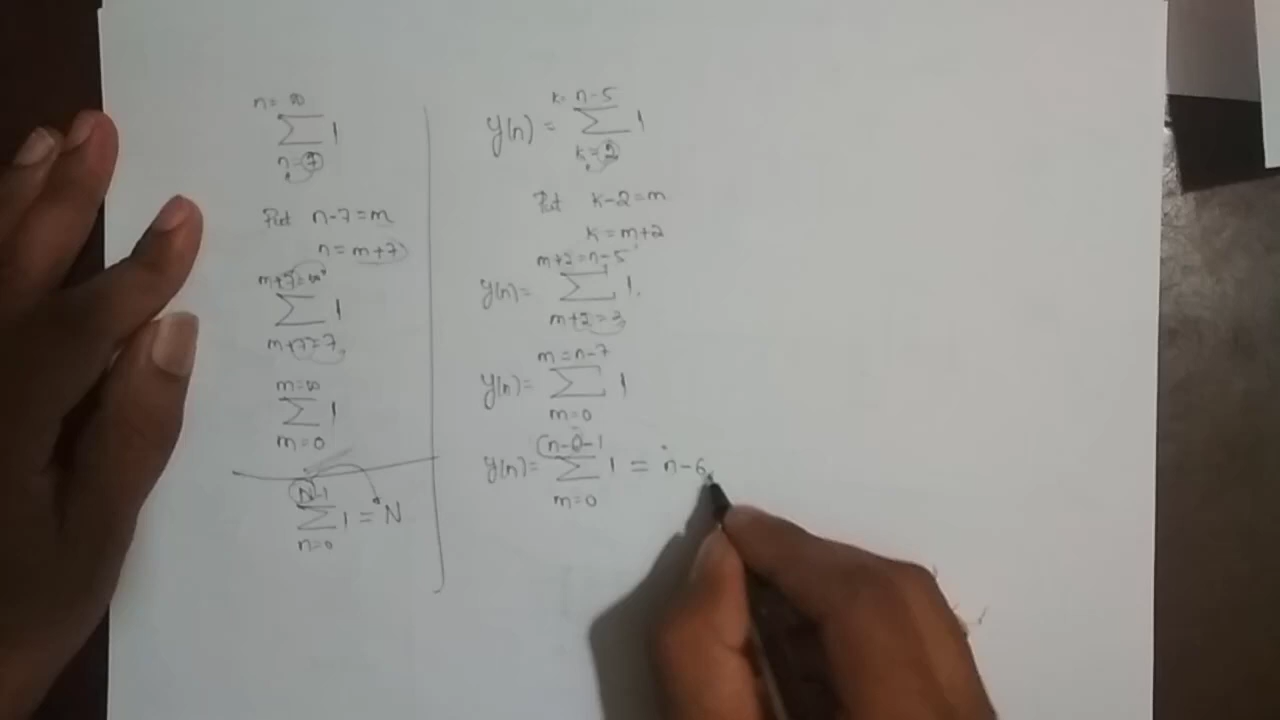 n = ∞
∑ 1
n = 7
Put n-7 = m
n = m+7
m+7 = ∞
∑ 1
m+7 = 7
m = ∞
∑ 1
m = 0
N-1
∑ 1 = N
n = 0
k = n-5
y(n) = ∑ 1
k = 2
Put k-2 = m
k = m+2
m+2 = n-5
y(n) = ∑ 1
m+2 = 2
m = n-7
y(n) = ∑ 1
m = 0
(n-6)-1
y(n) = ∑ 1 = n-6
m = 0